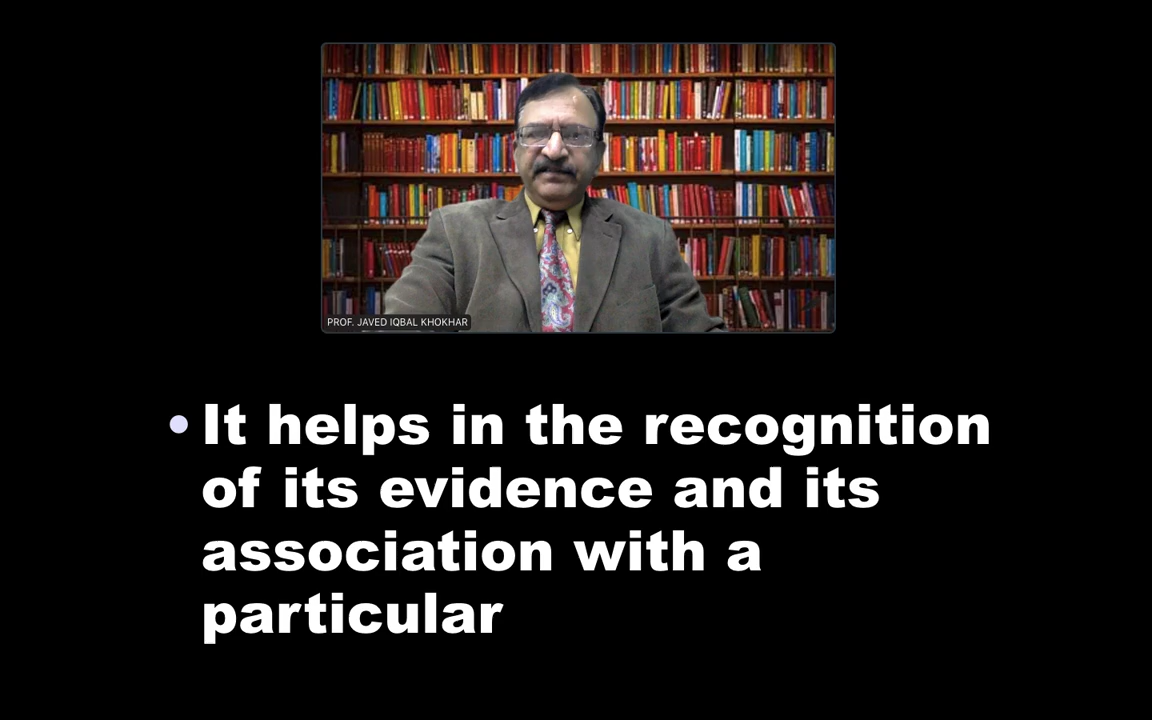 PROF. JAVED IQBAL KHOKHAR
• It helps in the recognition
of its evidence and its
association with a
particular